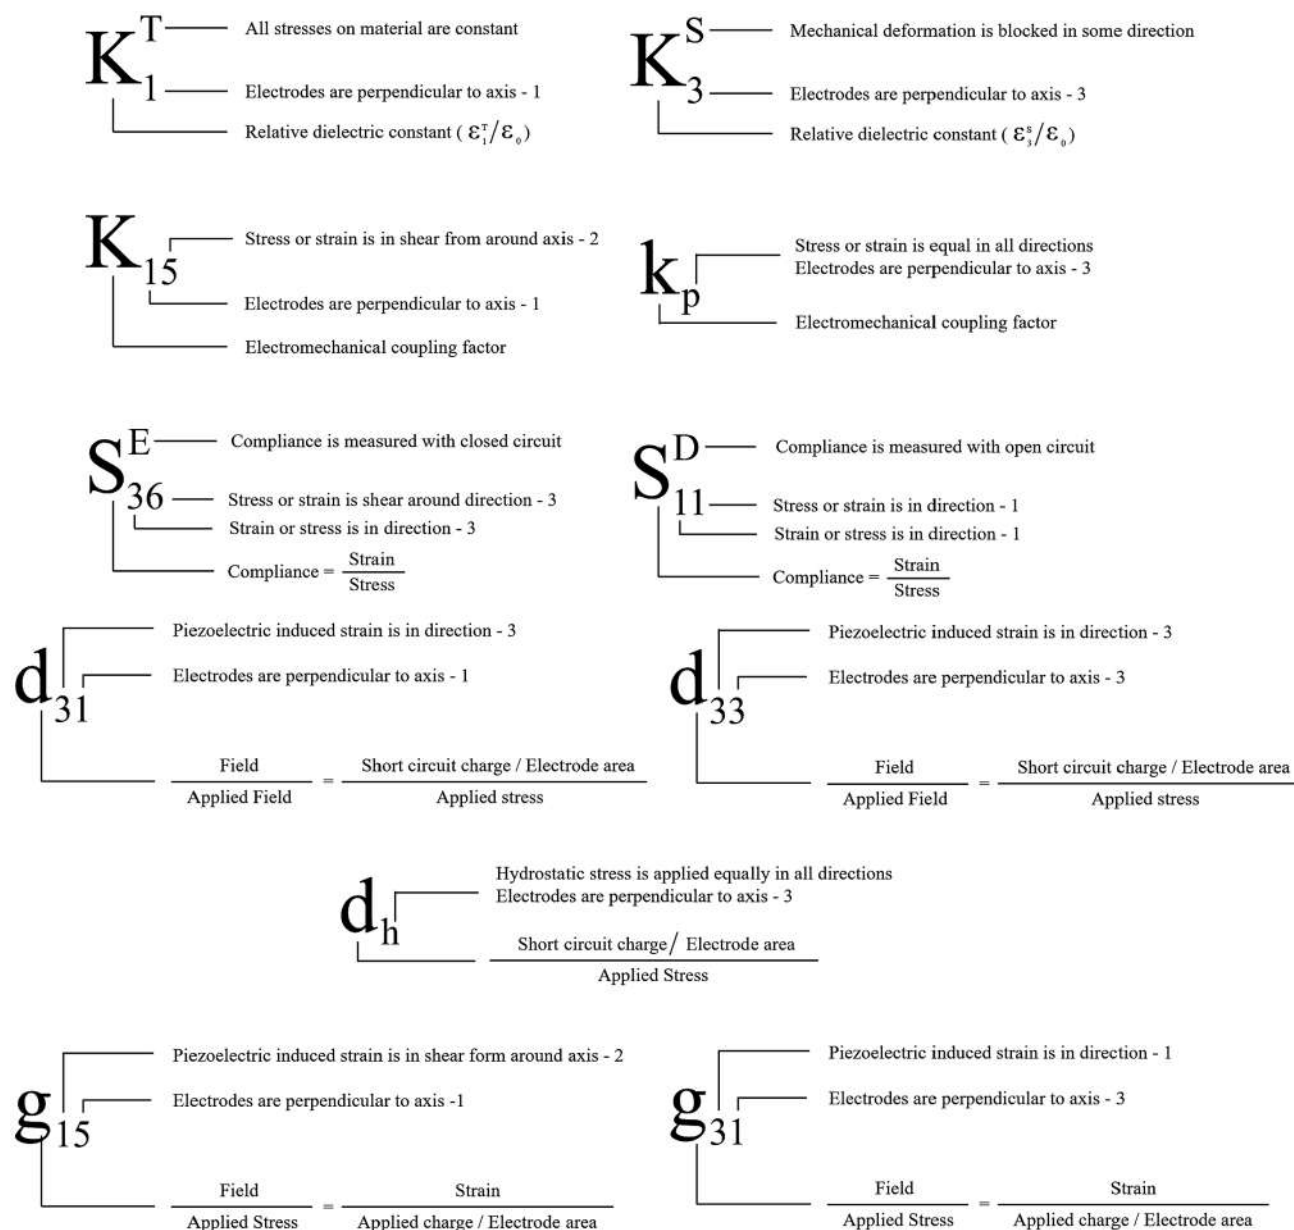 K₁ᵀ
All stresses on material are constant
Electrodes are perpendicular to axis - 1
Relative dielectric constant ( ε₁ᵀ/ε₀)
K₃ˢ
Mechanical deformation is blocked in some direction
Electrodes are perpendicular to axis - 3
Relative dielectric constant ( ε₃ˢ/ε₀)
K₁₅
Stress or strain is in shear from around axis - 2
Electrodes are perpendicular to axis - 1
Electromechanical coupling factor
kₚ
Stress or strain is equal in all directions
Electrodes are perpendicular to axis - 3
Electromechanical coupling factor
S₃₆ᴱ
Compliance is measured with closed circuit
Stress or strain is shear around direction - 3
Strain or stress is in direction - 3
Compliance = Strain / Stress
S₁₁ᴰ
Compliance is measured with open circuit
Stress or strain is in direction - 1
Strain or stress is in direction - 1
Compliance = Strain / Stress
d₃₁
Piezoelectric induced strain is in direction - 3
Electrodes are perpendicular to axis - 1
Field / Applied Field = Short circuit charge / Electrode area / Applied stress
d₃₃
Piezoelectric induced strain is in direction - 3
Electrodes are perpendicular to axis - 3
Field / Applied Field = Short circuit charge / Electrode area / Applied stress
dₕ
Hydrostatic stress is applied equally in all directions
Electrodes are perpendicular to axis - 3
Short circuit charge / Electrode area
Applied Stress
g₁₅
Piezoelectric induced strain is in shear form around axis - 2
Electrodes are perpendicular to axis -1
Field / Applied Stress = Strain / Applied charge / Electrode area
g₃₁
Piezoelectric induced strain is in direction - 1
Electrodes are perpendicular to axis - 3
Field / Applied Stress = Strain / Applied charge / Electrode area